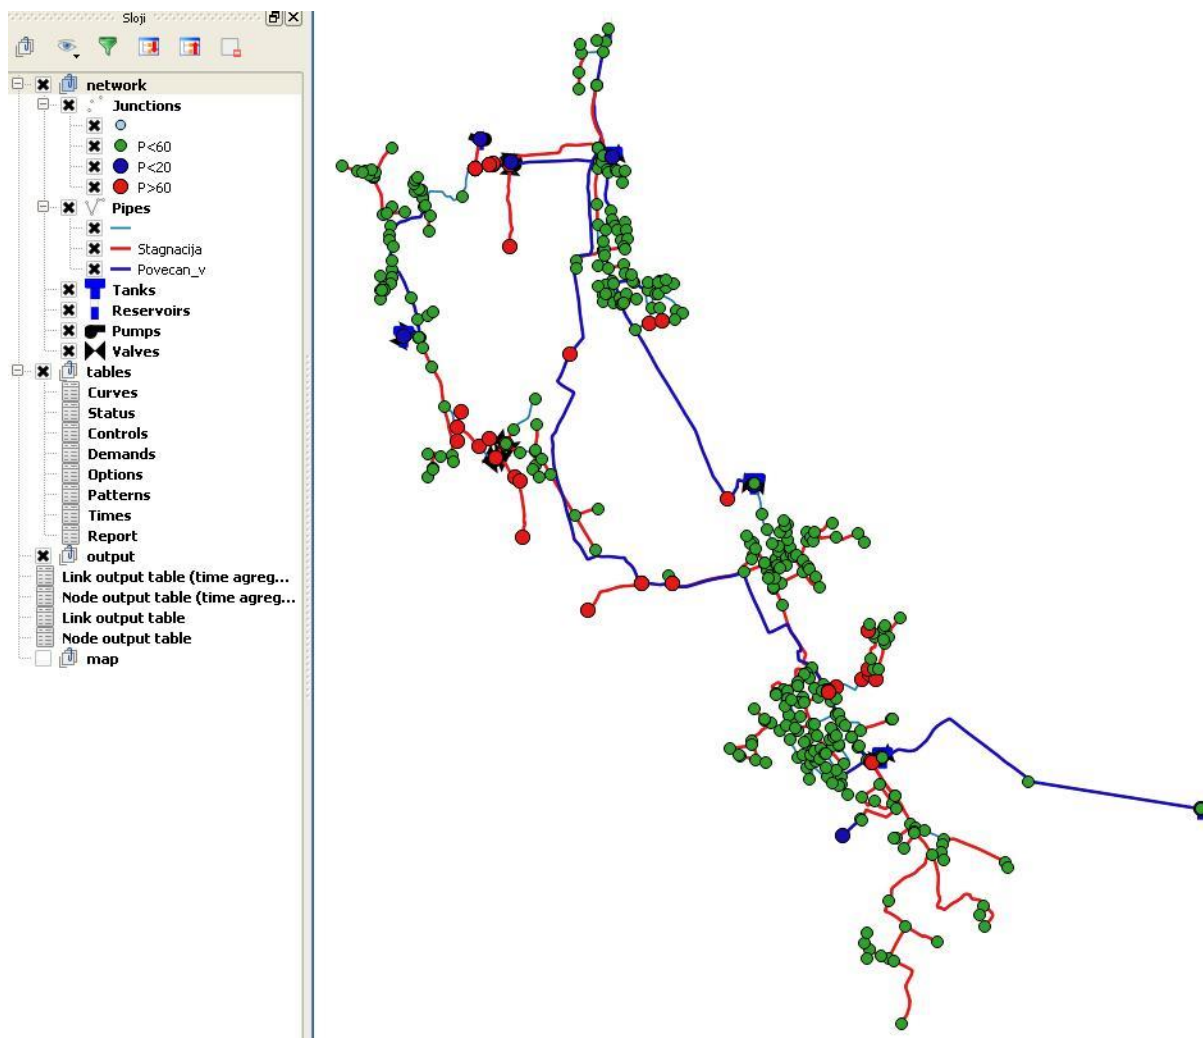 Sloji
network
Junctions
P<60
P<20
P>60
Pipes
Stagnacija
Povecan_v
Tanks
Reservoirs
Pumps
Valves
tables
Curves
Status
Controls
Demands
Options
Patterns
Times
Report
output
Link output table (time agreg...
Node output table (time agreg...
Link output table
Node output table
map